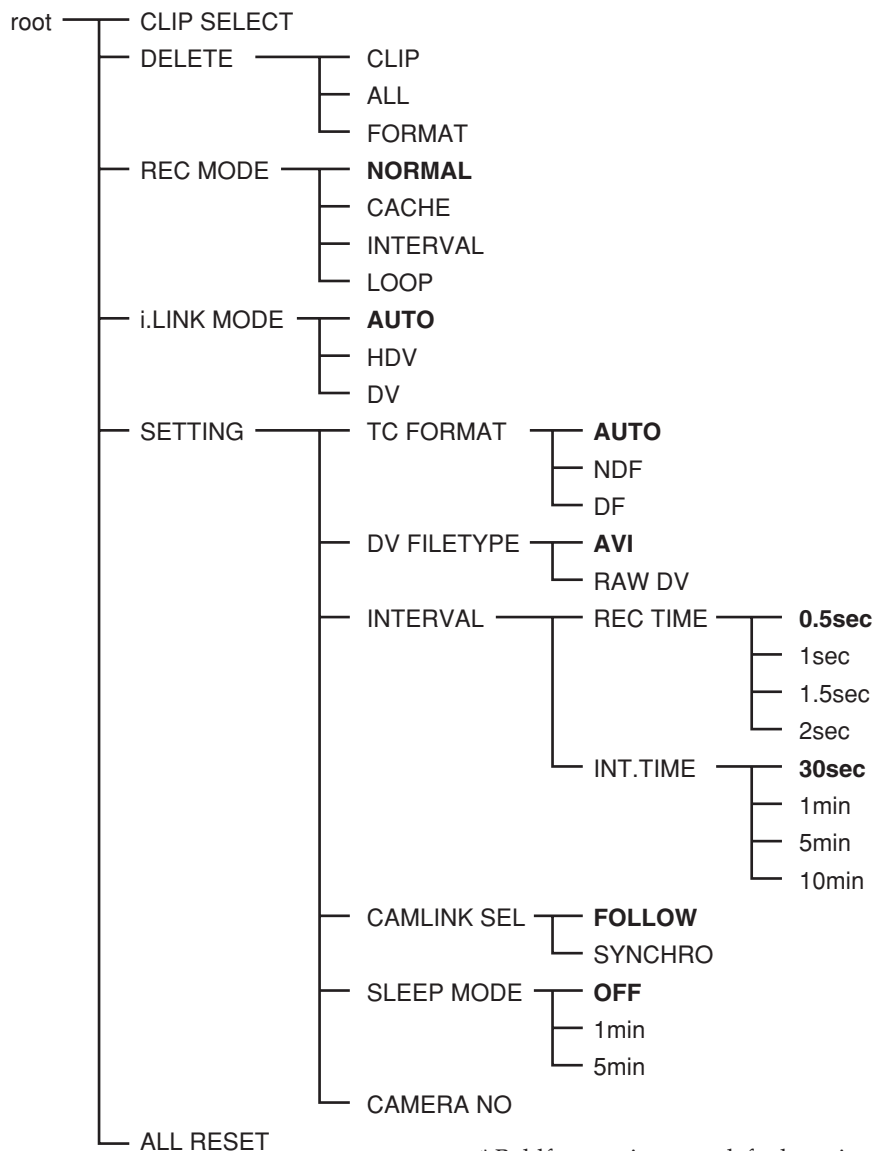 root CLIP SELECT
DELETE CLIP
ALL
FORMAT
REC MODE NORMAL
CACHE
INTERVAL
LOOP
i.LINK MODE AUTO
HDV
DV
SETTING TC FORMAT AUTO
NDF
DF
DV FILETYPE AVI
RAW DV
INTERVAL REC TIME 0.5sec
1sec
1.5sec
2sec
INT.TIME 30sec
1min
5min
10min
CAMLINK SEL FOLLOW
SYNCHRO
SLEEP MODE OFF
1min
5min
CAMERA NO
ALL RESET